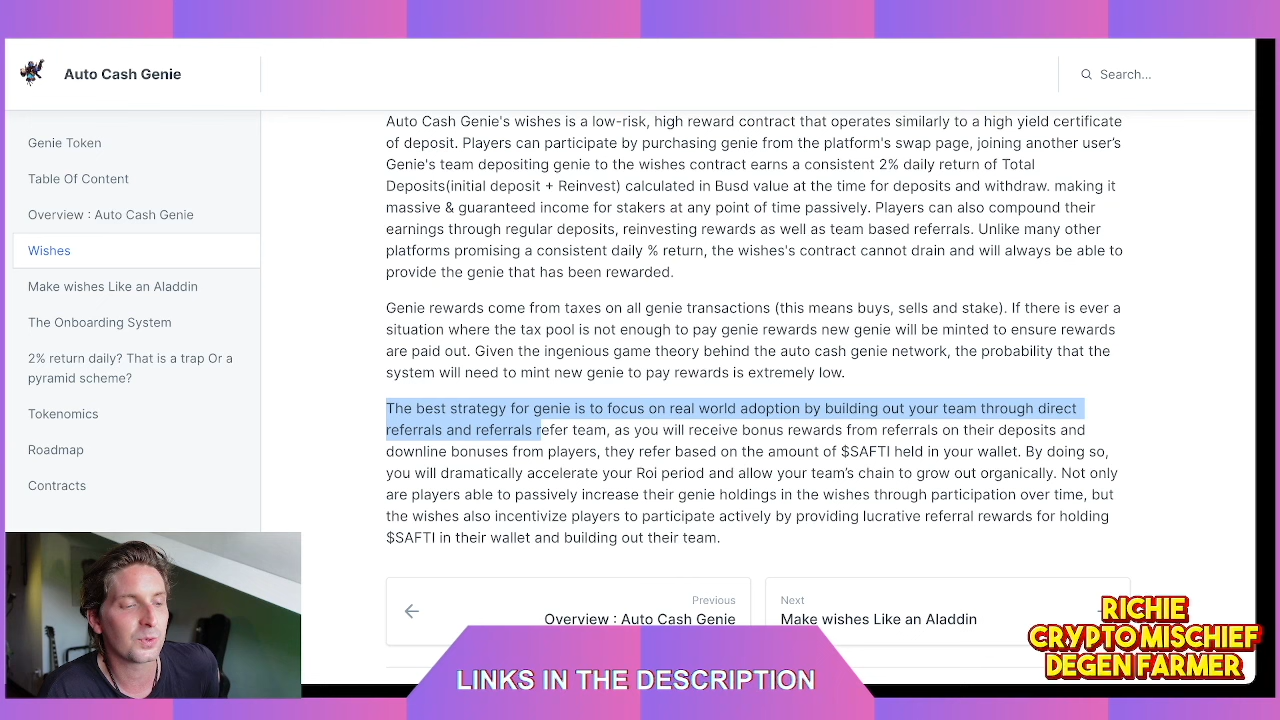 Auto Cash Genie
Search...
Genie Token
Table Of Content
Overview : Auto Cash Genie
Wishes
Make wishes Like an Aladdin
The Onboarding System
2% return daily? That is a trap Or a
pyramid scheme?
Tokenomics
Roadmap
Contracts
Auto Cash Genie's wishes is a low-risk, high reward contract that operates similarly to a high yield certificate
of deposit. Players can participate by purchasing genie from the platform's swap page, joining another user’s
Genie's team depositing genie to the wishes contract earns a consistent 2% daily return of Total
Deposits(initial deposit + Reinvest) calculated in Busd value at the time for deposits and withdraw. making it
massive & guaranteed income for stakers at any point of time passively. Players can also compound their
earnings through regular deposits, reinvesting rewards as well as team based referrals. Unlike many other
platforms promising a consistent daily % return, the wishes's contract cannot drain and will always be able to
provide the genie that has been rewarded.
Genie rewards come from taxes on all genie transactions (this means buys, sells and stake). If there is ever a
situation where the tax pool is not enough to pay genie rewards new genie will be minted to ensure rewards
are paid out. Given the ingenious game theory behind the auto cash genie network, the probability that the
system will need to mint new genie to pay rewards is extremely low.
The best strategy for genie is to focus on real world adoption by building out your team through direct
referrals and referrals refer team, as you will receive bonus rewards from referrals on their deposits and
downline bonuses from players, they refer based on the amount of $SAFTI held in your wallet. By doing so,
you will dramatically accelerate your Roi period and allow your team’s chain to grow out organically. Not only
are players able to passively increase their genie holdings in the wishes through participation over time, but
the wishes also incentivize players to participate actively by providing lucrative referral rewards for holding
$SAFTI in their wallet and building out their team.
Previous
Overview : Auto Cash Genie
Next
Make wishes Like an Aladdin
RICHIE
CRYPTO MISCHIEF
DEGEN FARMER
LINKS IN THE DESCRIPTION